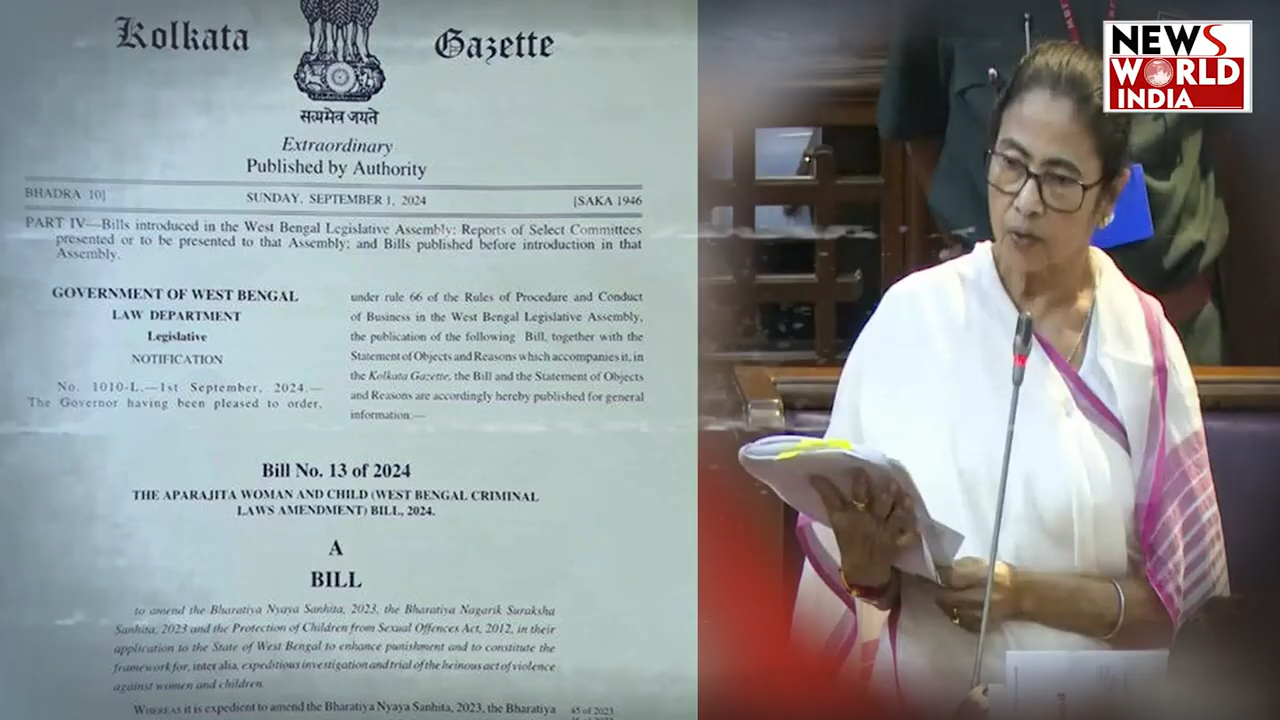 Kolkata Gazette
सत्यमेव जयते
Extraordinary
Published by Authority
BHADRA 10] SUNDAY, SEPTEMBER 1, 2024 [SAKA 1946
PART IV—Bills introduced in the West Bengal Legislative Assembly; Reports of Select Committees
presented or to be presented to that Assembly; and Bills published before introduction in that
Assembly.
GOVERNMENT OF WEST BENGAL
LAW DEPARTMENT
Legislative
NOTIFICATION
No. 1010-L.—1st September, 2024.—
The Governor having been pleased to order,
under rule 66 of the Rules of Procedure and Conduct
of Business in the West Bengal Legislative Assembly,
the publication of the following Bill, together with the
Statement of Objects and Reasons which accompanies it, in
the Kolkata Gazette, the Bill and the Statement of Objects
and Reasons are accordingly hereby published for general
information:—
Bill No. 13 of 2024
THE APARAJITA WOMAN AND CHILD (WEST BENGAL CRIMINAL
LAWS AMENDMENT) BILL, 2024.
A
BILL
to amend the Bharatiya Nyaya Sanhita, 2023, the Bharatiya Nagarik Suraksha
Sanhita, 2023 and the Protection of Children from Sexual Offences Act, 2012, in their
application to the State of West Bengal to enhance punishment and to constitute the
framework for, inter alia, expeditious investigation and trial of the heinous act of violence
against women and children.
WHEREAS it is expedient to amend the Bharatiya Nyaya Sanhita, 2023, the Bharatiya 45 of 2023
NEWS
WORLD
INDIA